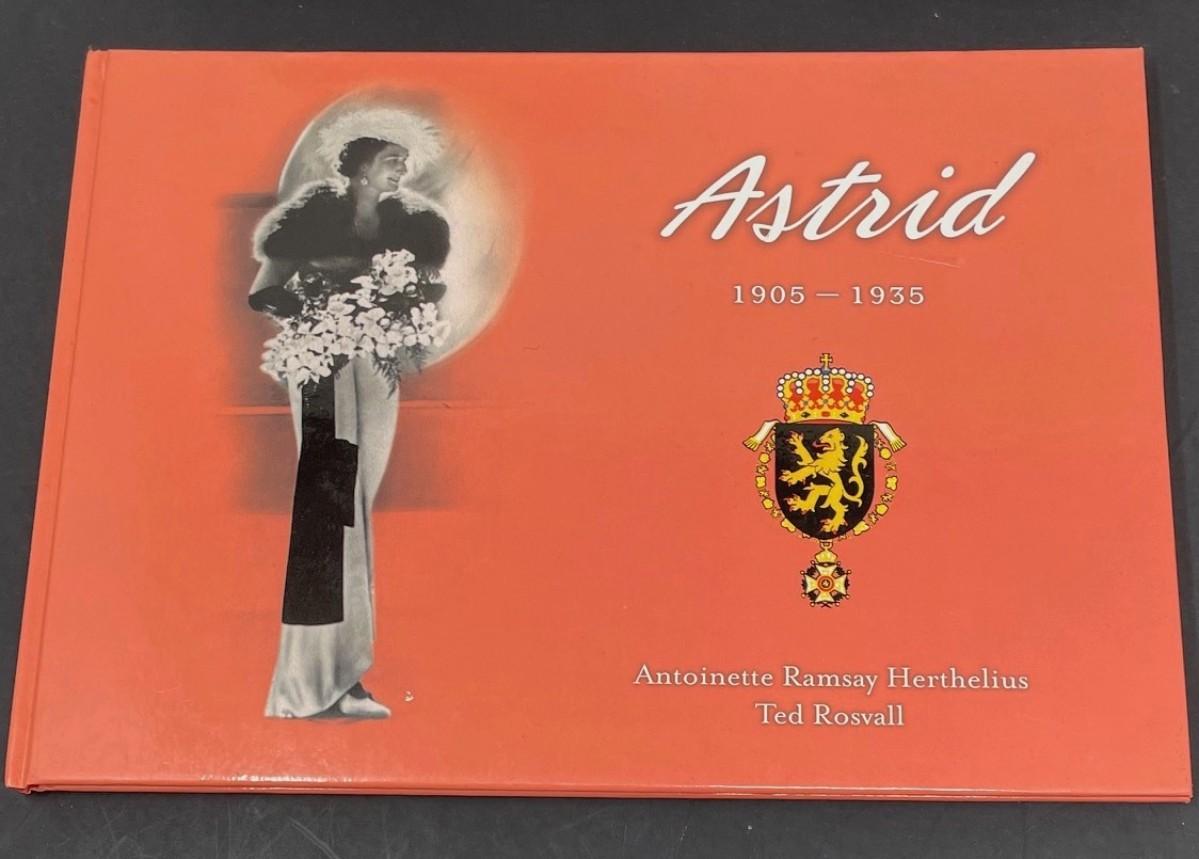 Astrid
1905 — 1935
Antoinette Ramsay Herthelius
Ted Rosvall